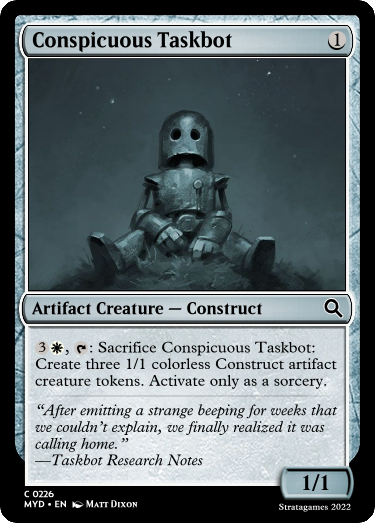 Conspicuous Taskbot 1
Artifact Creature — Construct
3, : Sacrifice Conspicuous Taskbot:
Create three 1/1 colorless Construct artifact
creature tokens. Activate only as a sorcery.
“After emitting a strange beeping for weeks that
we couldn’t explain, we finally realized it was
calling home.”
—Taskbot Research Notes
1/1
C 0226
MYD • EN Matt Dixon
Stratagames 2022